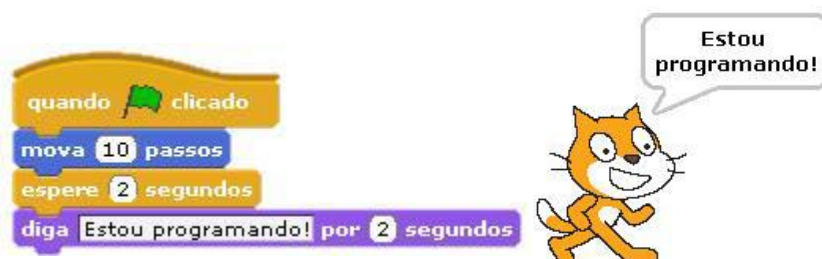 quando clicado
mova 10 passos
espere 2 segundos
diga Estou programando! por 2 segundos
Estou
programando!